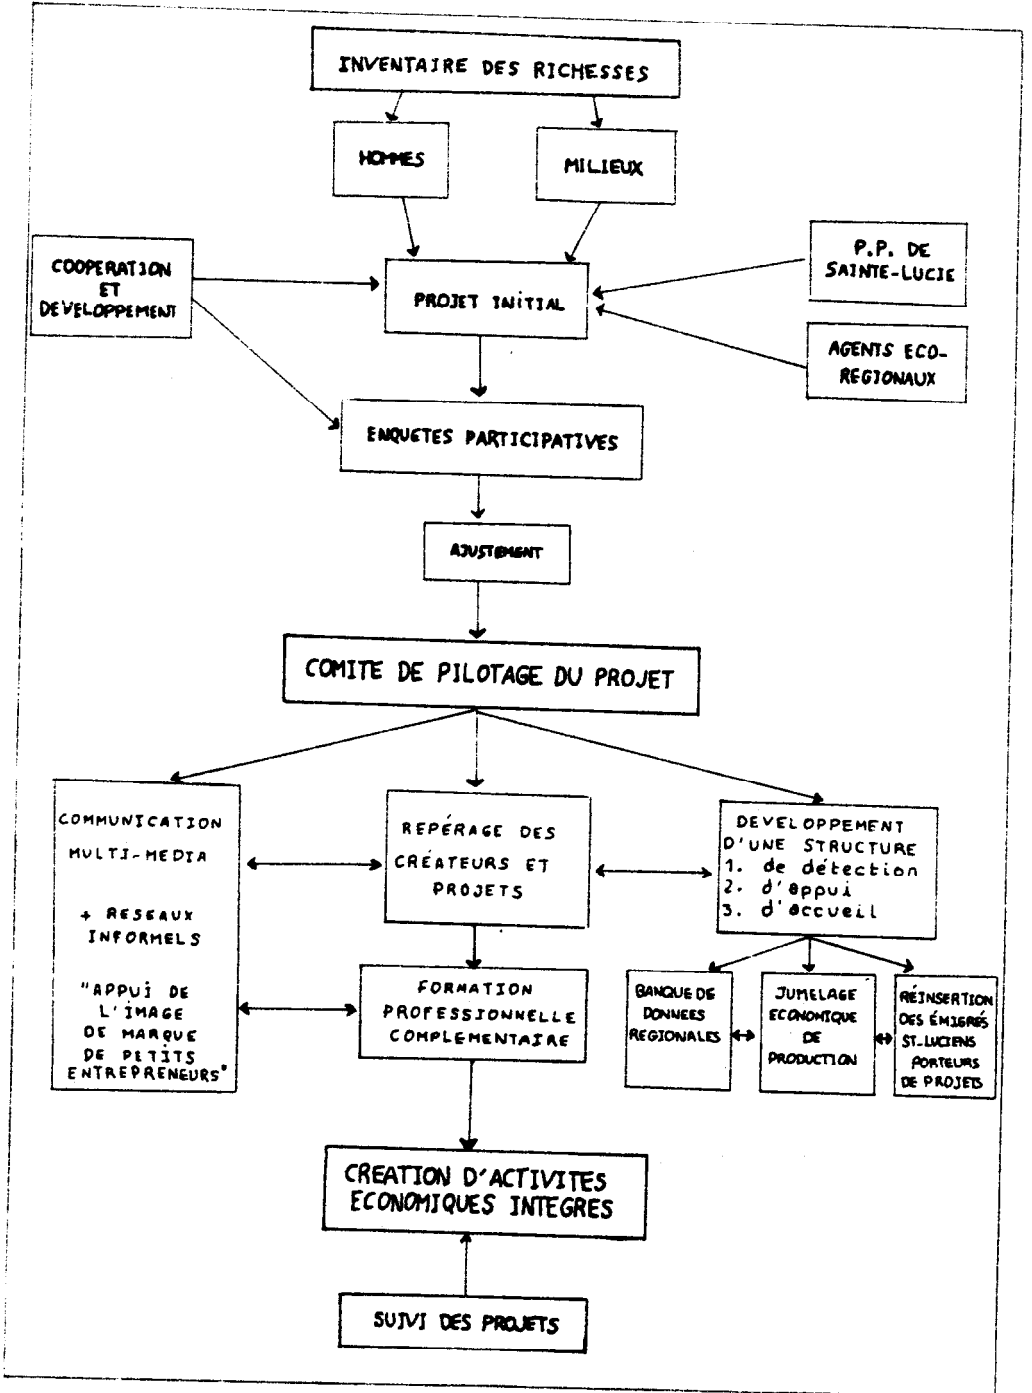 INVENTAIRE DES RICHESSES
HOMMES
MILIEUX
COOPERATION
ET
DEVELOPPEMENT
PROJET INITIAL
P.P. DE
SAINTE-LUCIE
AGENTS ECO-
REGIONAUX
ENQUETES PARTICIPATIVES
AJUSTEMENT
COMITE DE PILOTAGE DU PROJET
COMMUNICATION
MULTI-MEDIA
+ RESEAUX
INFORMELS
"APPUI DE
L'IMAGE
DE MARQUE
DE PETITS
ENTREPRENEURS"
REPÉRAGE DES
CRÉATEURS ET
PROJETS
DEVELOPPEMENT
D'UNE STRUCTURE
1. de détection
2. d'appui
3. d'accueil
FORMATION
PROFESSIONNELLE
COMPLEMENTAIRE
BANQUE DE
DONNEES
REGIONALES
JUMELAGE
ECONOMIQUE
DE
PRODUCTION
RÉINSERTION
DES ÉMIGRÉS
ST-LUCIENS
PORTEURS
DE PROJETS
CREATION D'ACTIVITES
ECONOMIQUES INTEGRES
SUIVI DES PROJETS